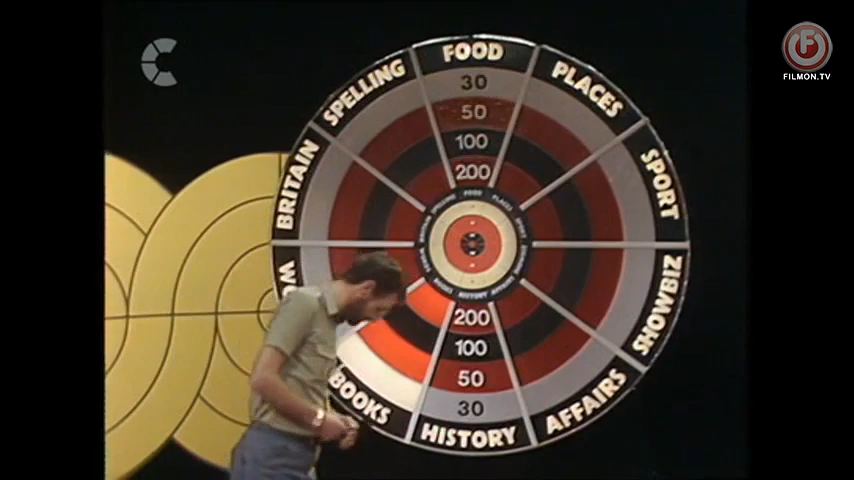 FILMON.TV
FOOD
PLACES
SPORT
SHOWBIZ
AFFAIRS
HISTORY
BOOKS
BRITAIN
SPELLING
30
50
100
200
200
100
50
30